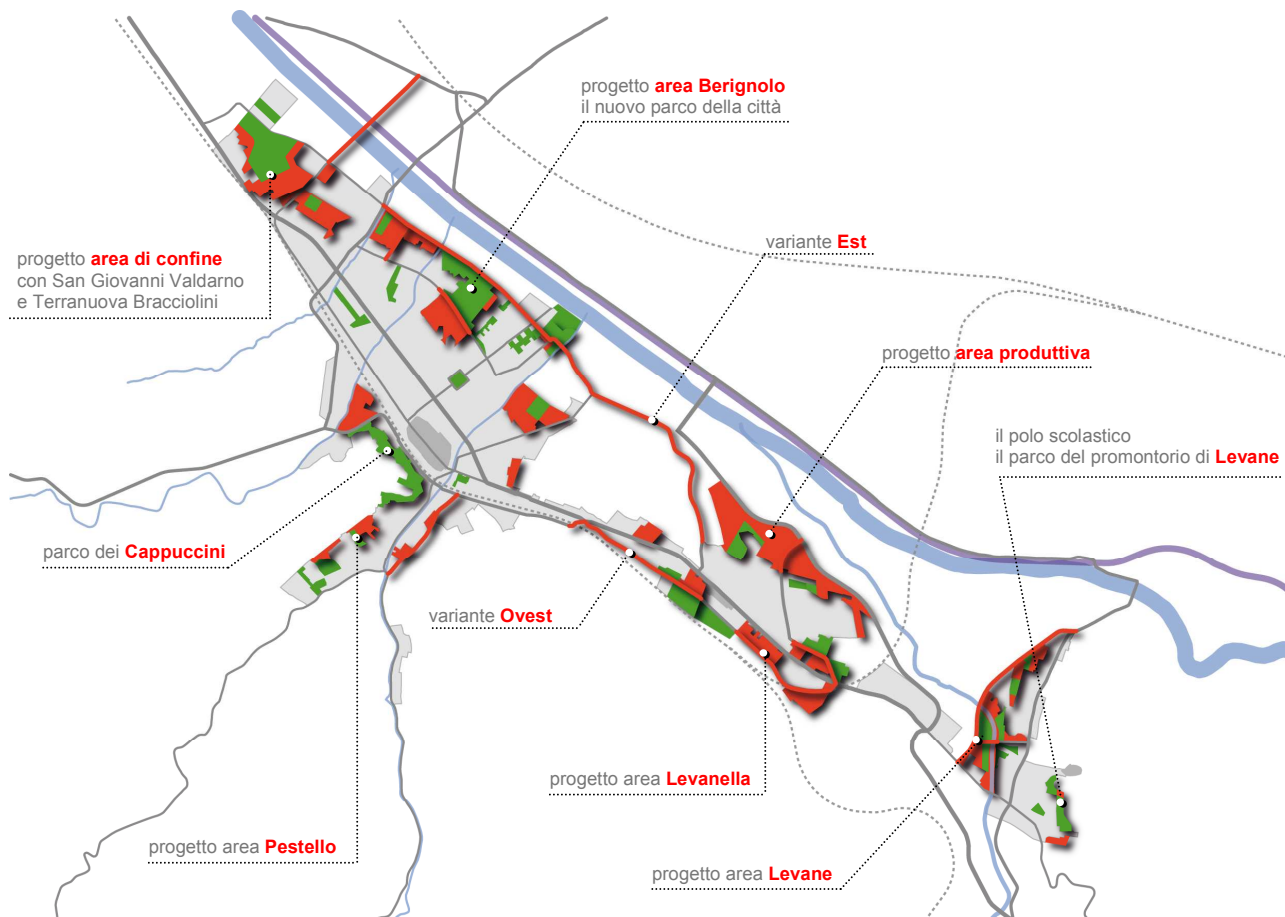 progetto area Berignolo
il nuovo parco della città
variante Est
progetto area di confine
con San Giovanni Valdarno
e Terranuova Bracciolini
progetto area produttiva
il polo scolastico
il parco del promontorio di Levane
parco dei Cappuccini
variante Ovest
progetto area Levanella
progetto area Pestello
progetto area Levane